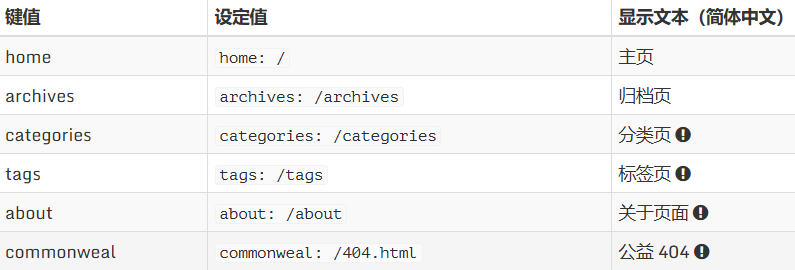 键值 设定值 显示文本（简体中文）
home home: / 主页
archives archives: /archives 归档页
categories categories: /categories 分类页
tags tags: /tags 标签页
about about: /about 关于页面
commonweal commonweal: /404.html 公益 404